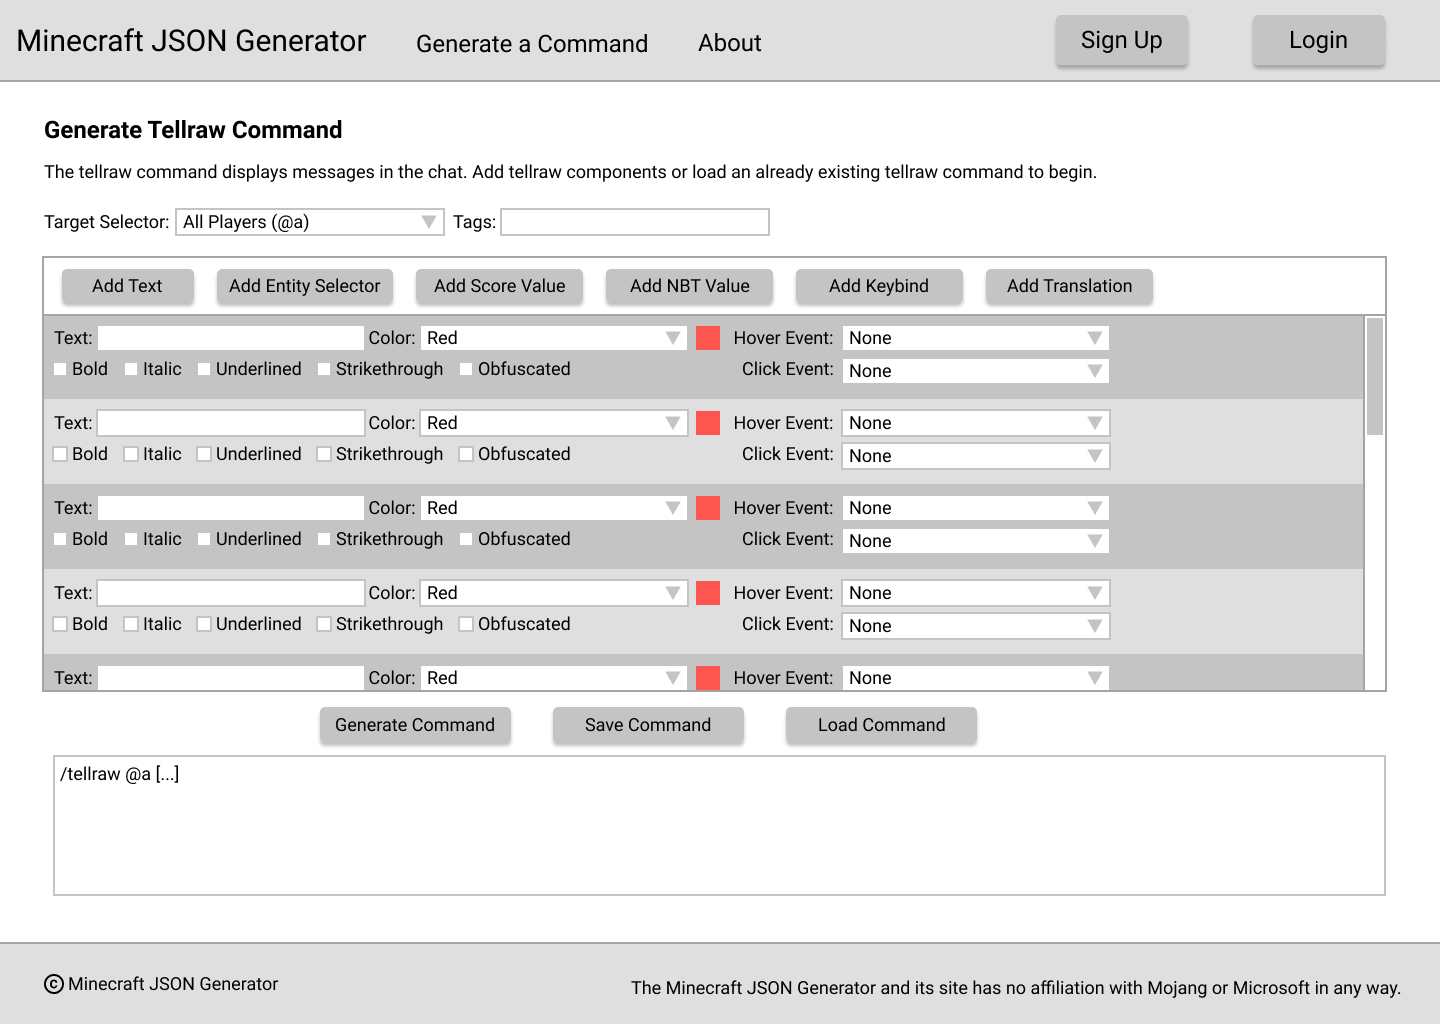 Minecraft JSON Generator Generate a Command About Sign Up Login
Generate Tellraw Command
The tellraw command displays messages in the chat. Add tellraw components or load an already existing tellraw command to begin.
Target Selector: All Players (@a) Tags:
Add Text Add Entity Selector Add Score Value Add NBT Value Add Keybind Add Translation
Text: Color: Red Hover Event: None
Bold Italic Underlined Strikethrough Obfuscated Click Event: None
Text: Color: Red Hover Event: None
Bold Italic Underlined Strikethrough Obfuscated Click Event: None
Text: Color: Red Hover Event: None
Bold Italic Underlined Strikethrough Obfuscated Click Event: None
Text: Color: Red Hover Event: None
Bold Italic Underlined Strikethrough Obfuscated Click Event: None
Text: Color: Red Hover Event: None
Generate Command Save Command Load Command
/tellraw @a [...]
© Minecraft JSON Generator
The Minecraft JSON Generator and its site has no affiliation with Mojang or Microsoft in any way.